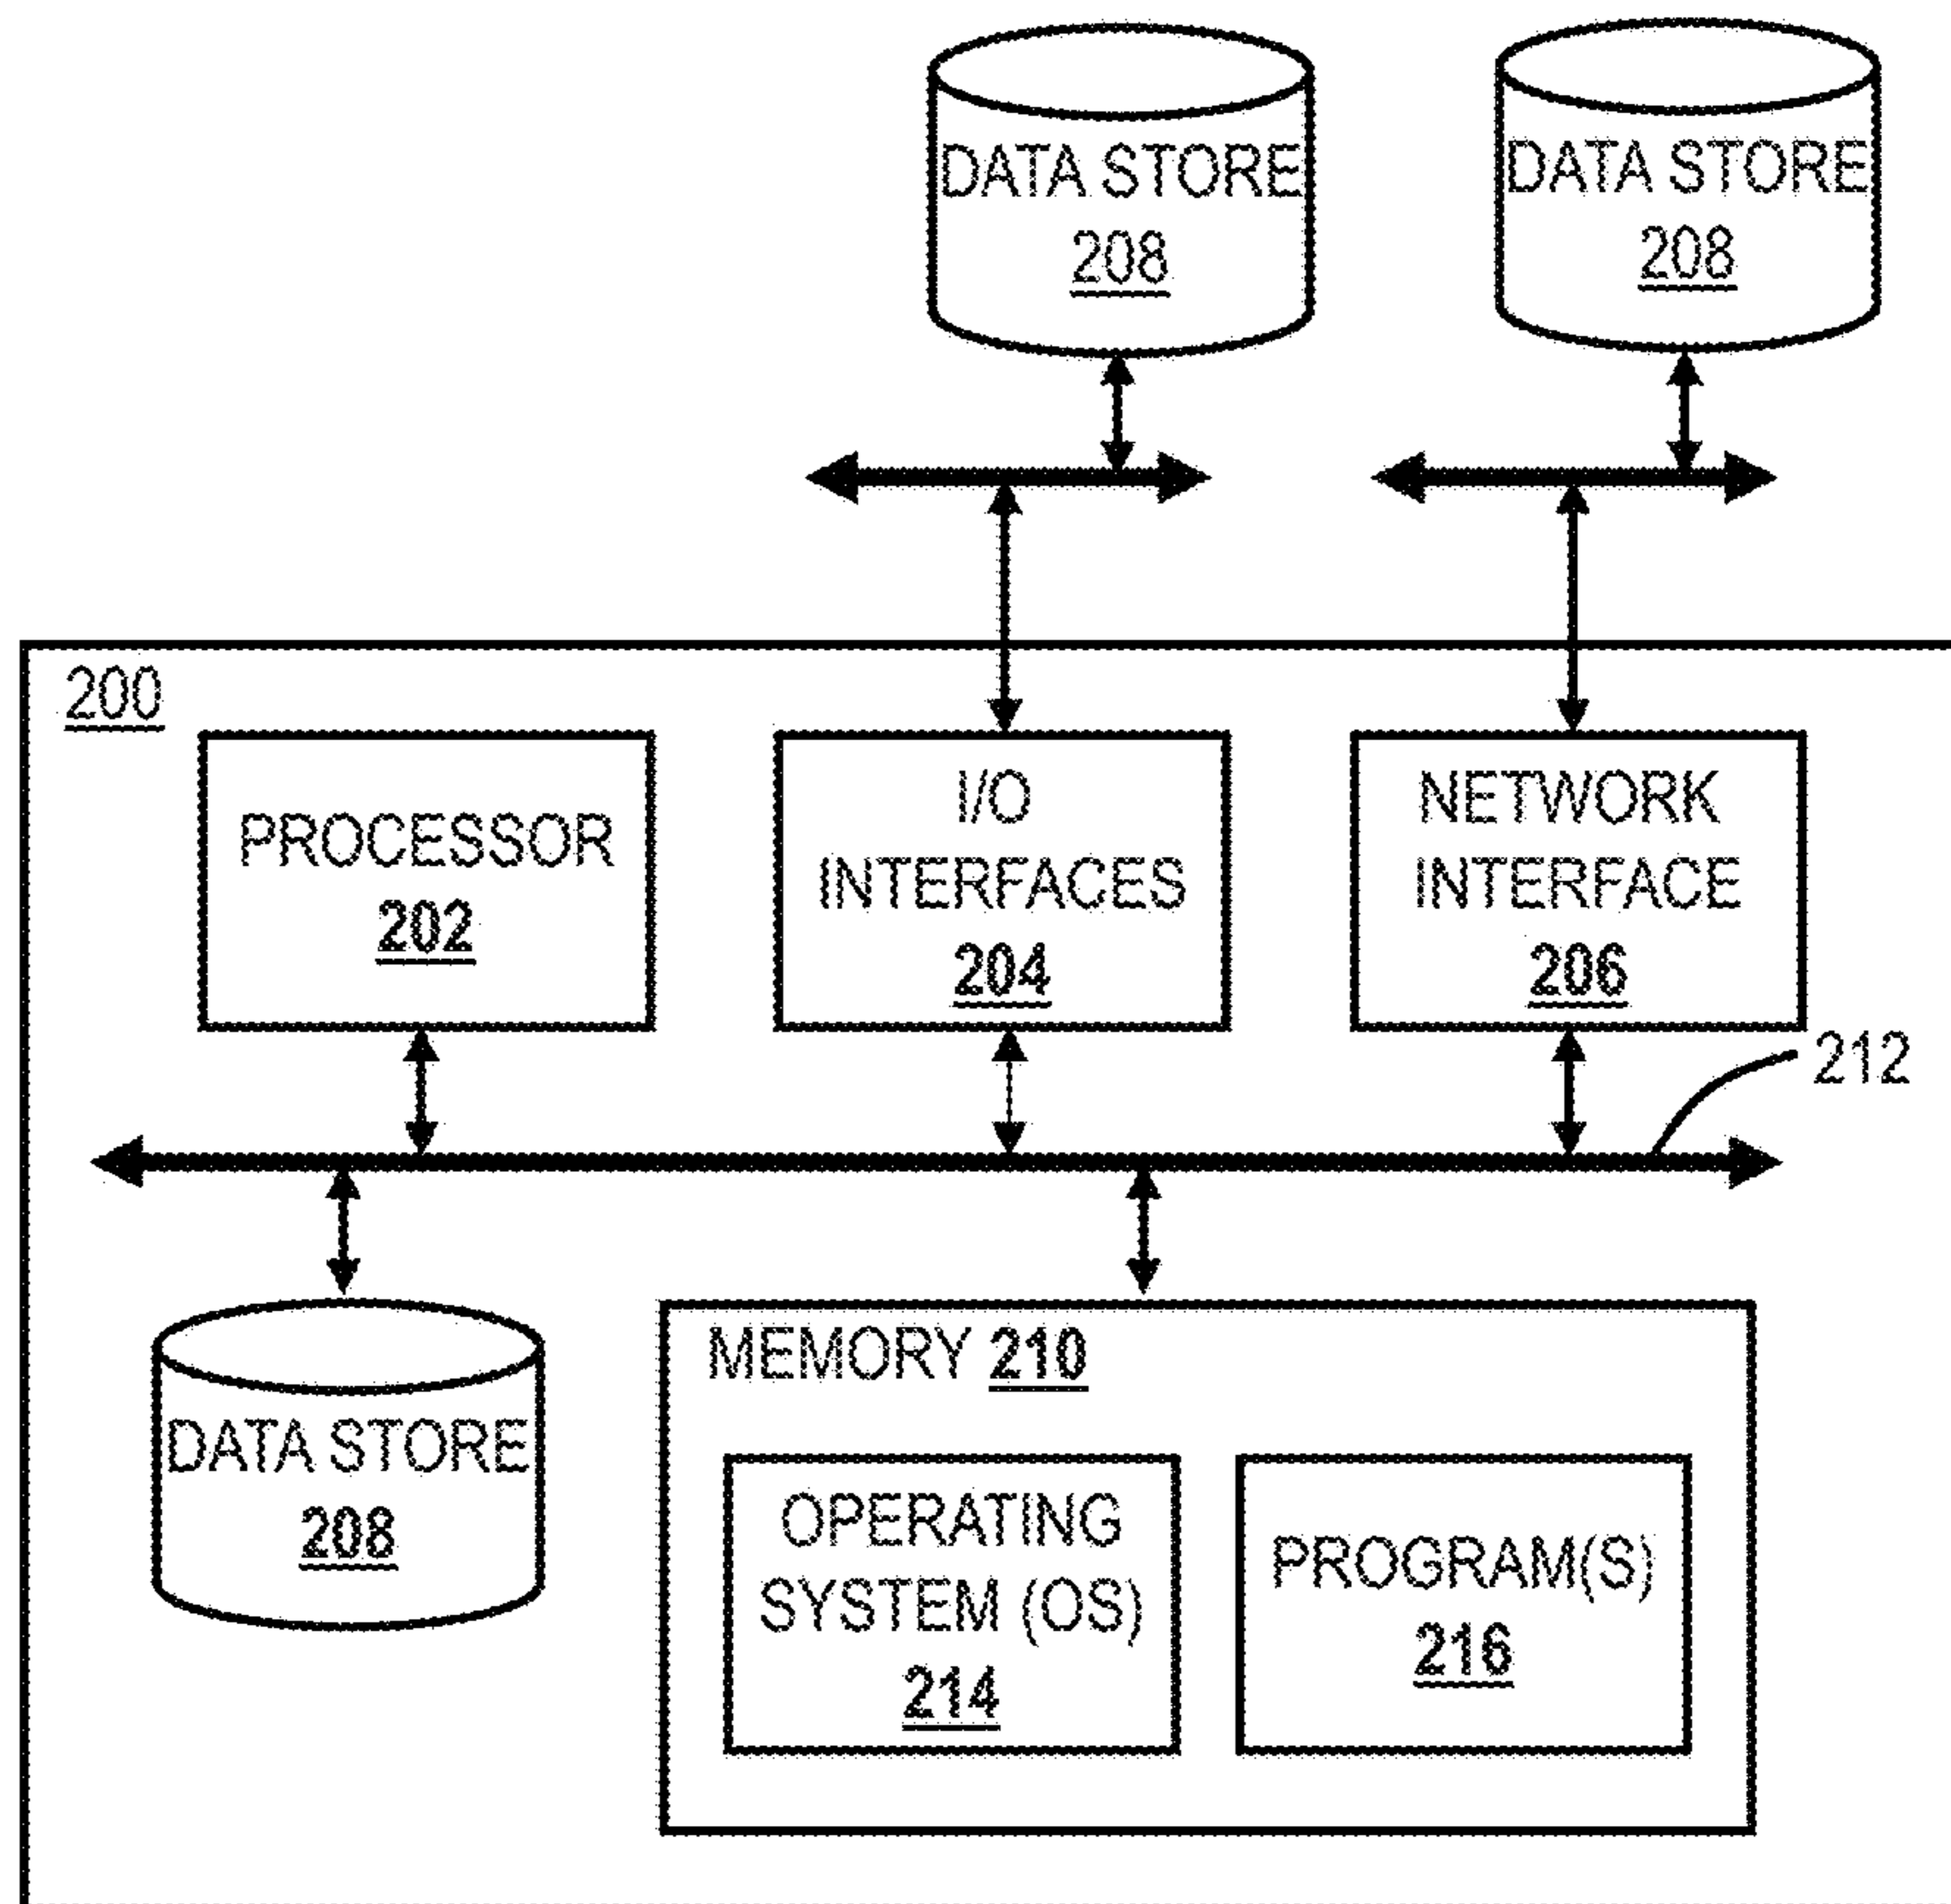 DATA STORE
208
DATA STORE
208
200
PROCESSOR
202
I/O
INTERFACES
204
NETWORK
INTERFACE
206
212
DATA STORE
208
MEMORY 210
OPERATING
SYSTEM (OS)
214
PROGRAM(S)
216